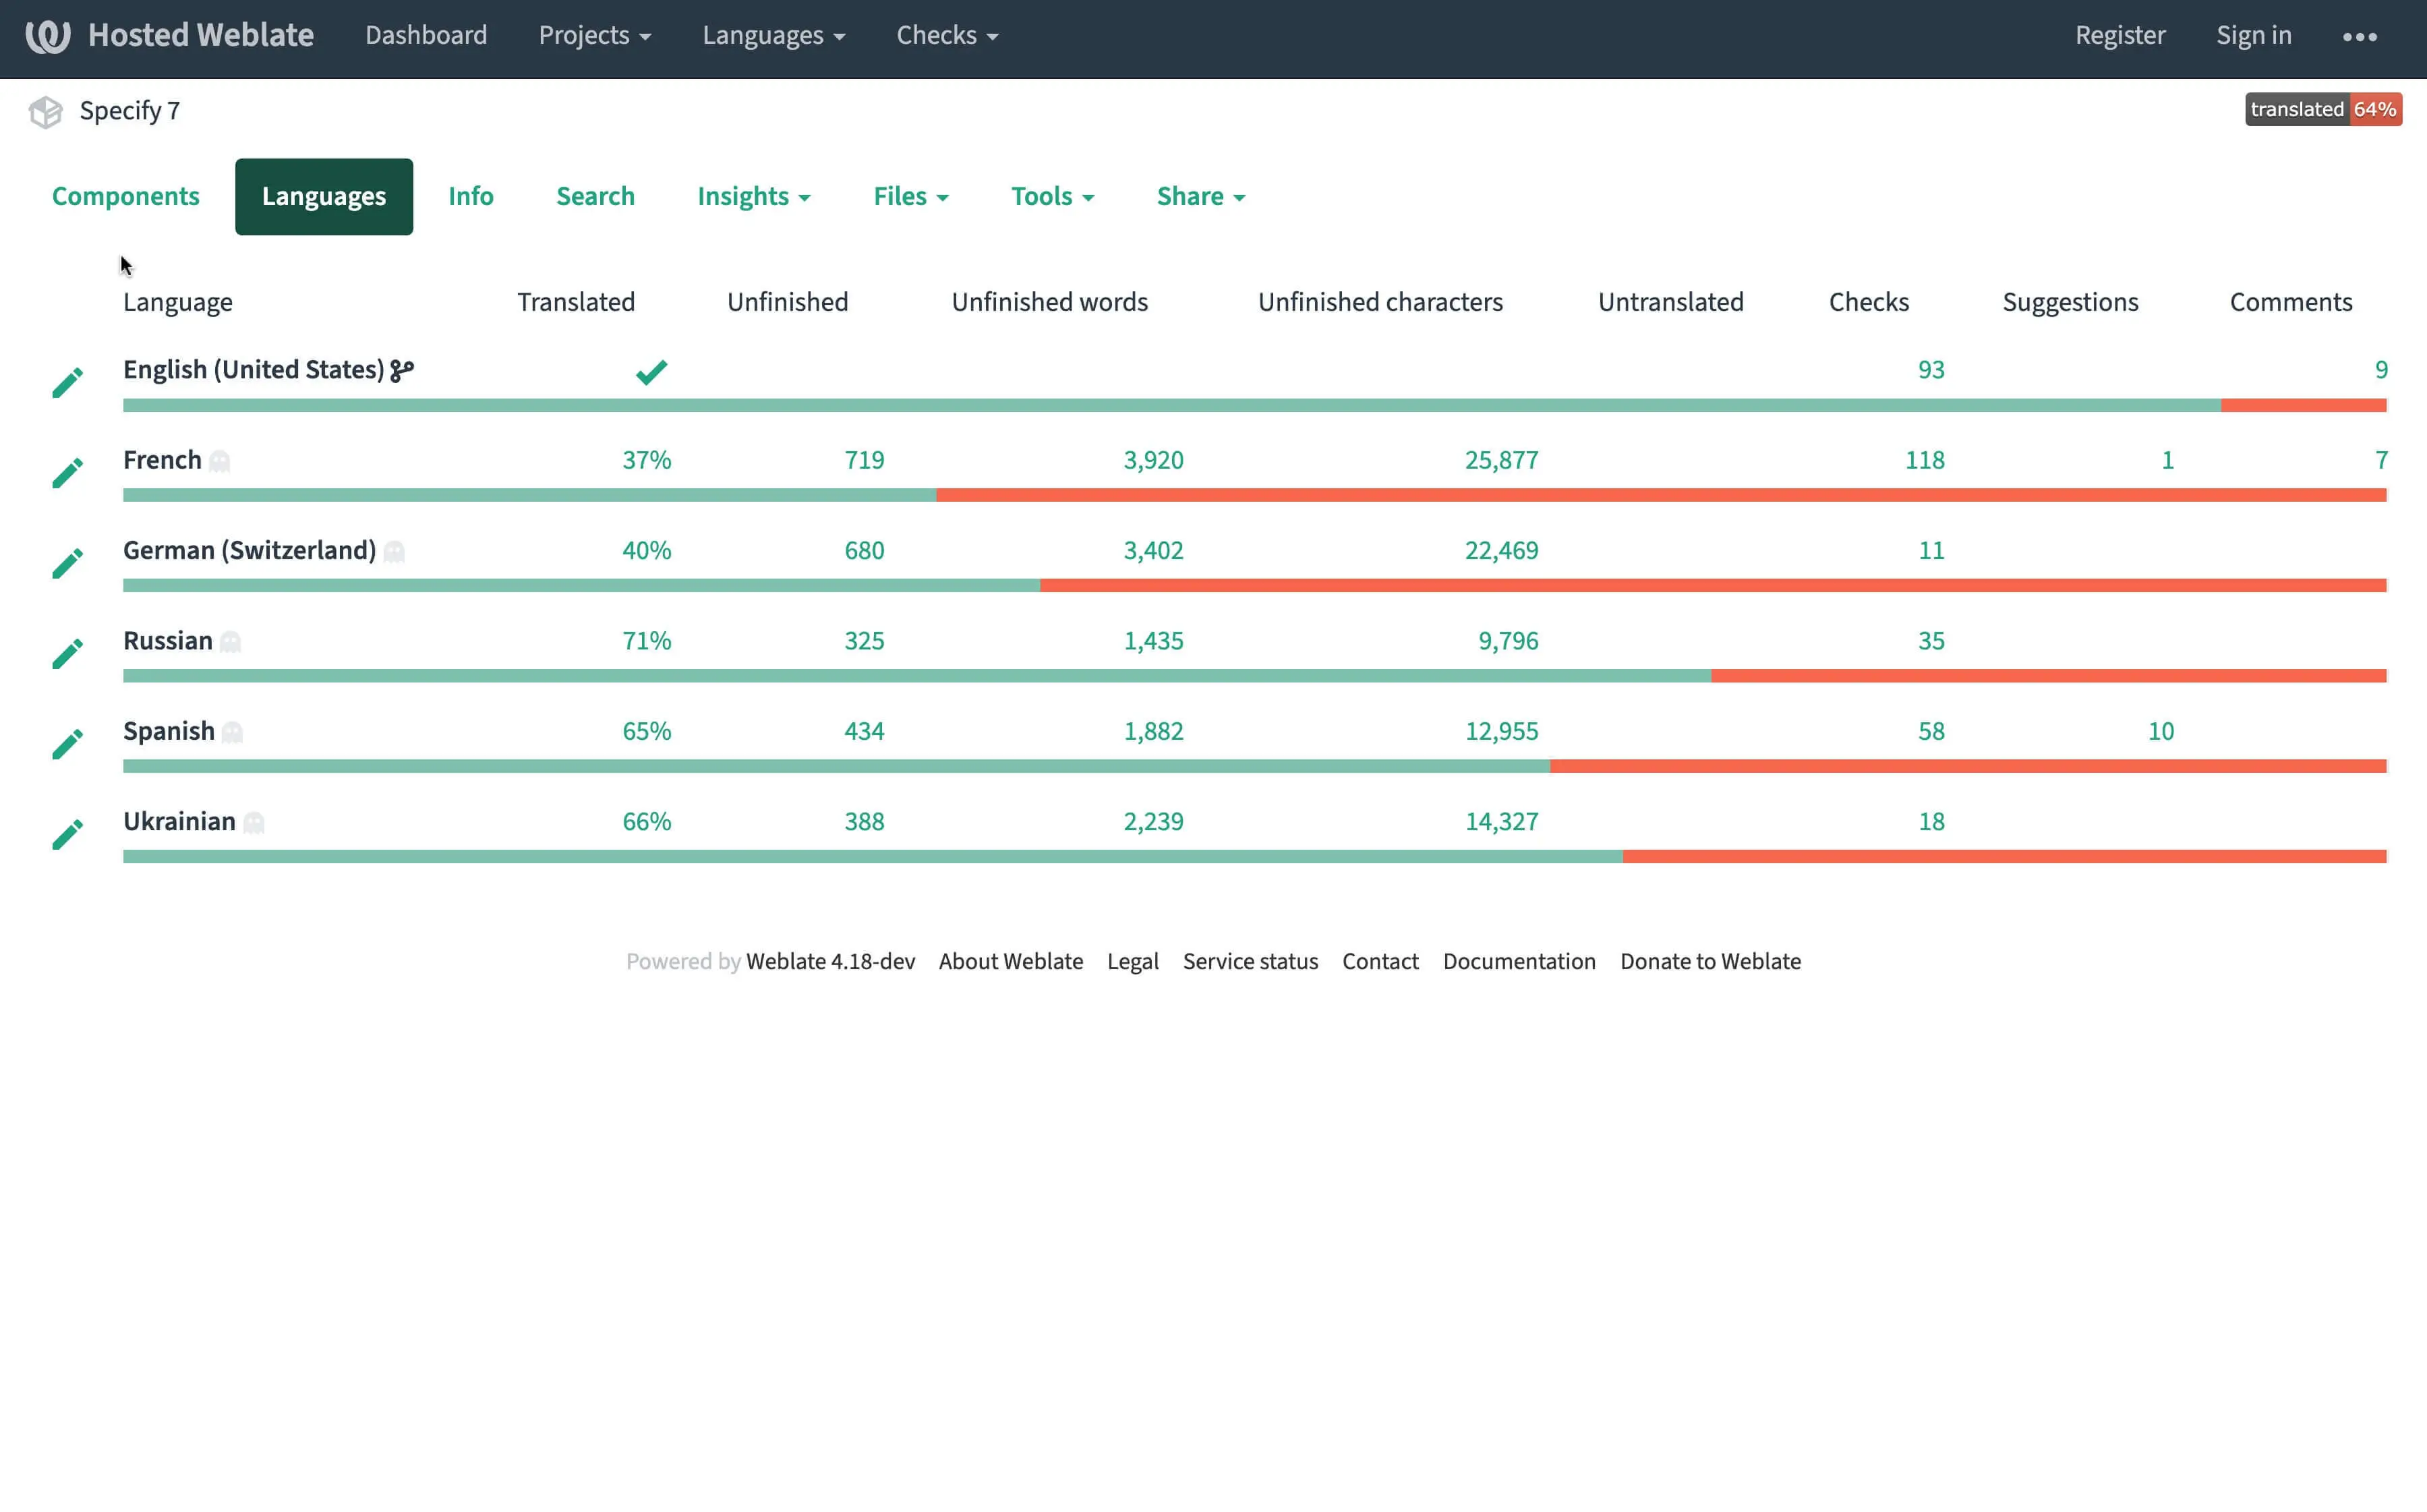 Hosted Weblate Dashboard Projects Languages Checks Register Sign in
Specify 7 translated 64%
Components Languages Info Search Insights Files Tools Share
Language Translated Unfinished Unfinished words Unfinished characters Untranslated Checks Suggestions Comments
English (United States) 93 9
French 37% 719 3,920 25,877 118 1 7
German (Switzerland) 40% 680 3,402 22,469 11
Russian 71% 325 1,435 9,796 35
Spanish 65% 434 1,882 12,955 58 10
Ukrainian 66% 388 2,239 14,327 18
Powered by Weblate 4.18-dev About Weblate Legal Service status Contact Documentation Donate to Weblate